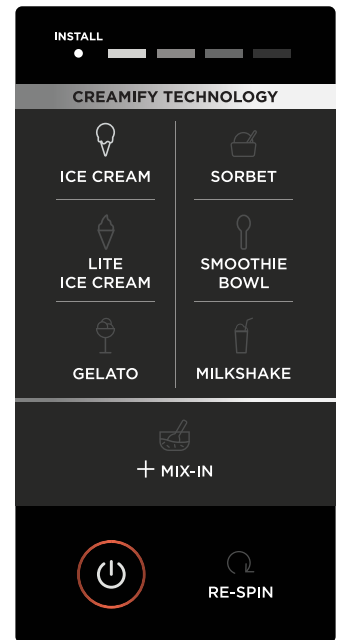 INSTALL
CREAMIFY TECHNOLOGY
ICE CREAM
SORBET
LITE
ICE CREAM
SMOOTHIE
BOWL
GELATO
MILKSHAKE
+ MIX-IN
RE-SPIN